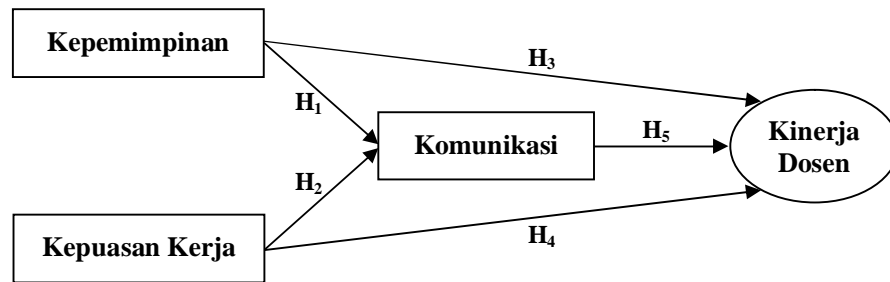 Kepemimpinan
H₃
H₁
Komunikasi
H₅
Kinerja
Dosen
H₂
Kepuasan Kerja
H₄